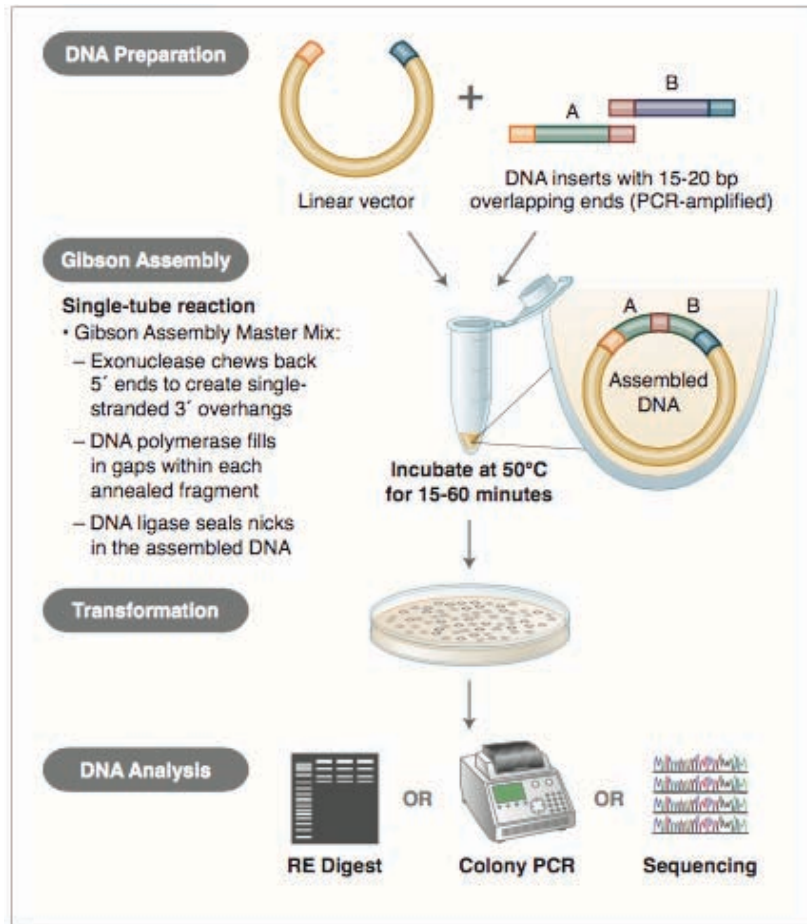 DNA Preparation
A
B
Linear vector
DNA inserts with 15-20 bp
overlapping ends (PCR-amplified)
Gibson Assembly
Single-tube reaction
• Gibson Assembly Master Mix:
– Exonuclease chews back
5´ ends to create single-
stranded 3´ overhangs
– DNA polymerase fills
in gaps within each
annealed fragment
– DNA ligase seals nicks
in the assembled DNA
A B
Assembled
DNA
Incubate at 50°C
for 15-60 minutes
Transformation
DNA Analysis
OR
OR
RE Digest
Colony PCR
Sequencing